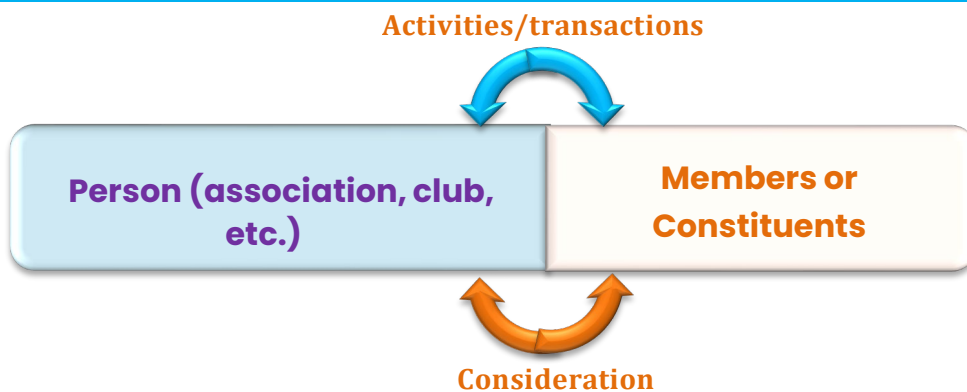 Activities/transactions
Person (association, club,
etc.)
Members or
Constituents
Consideration